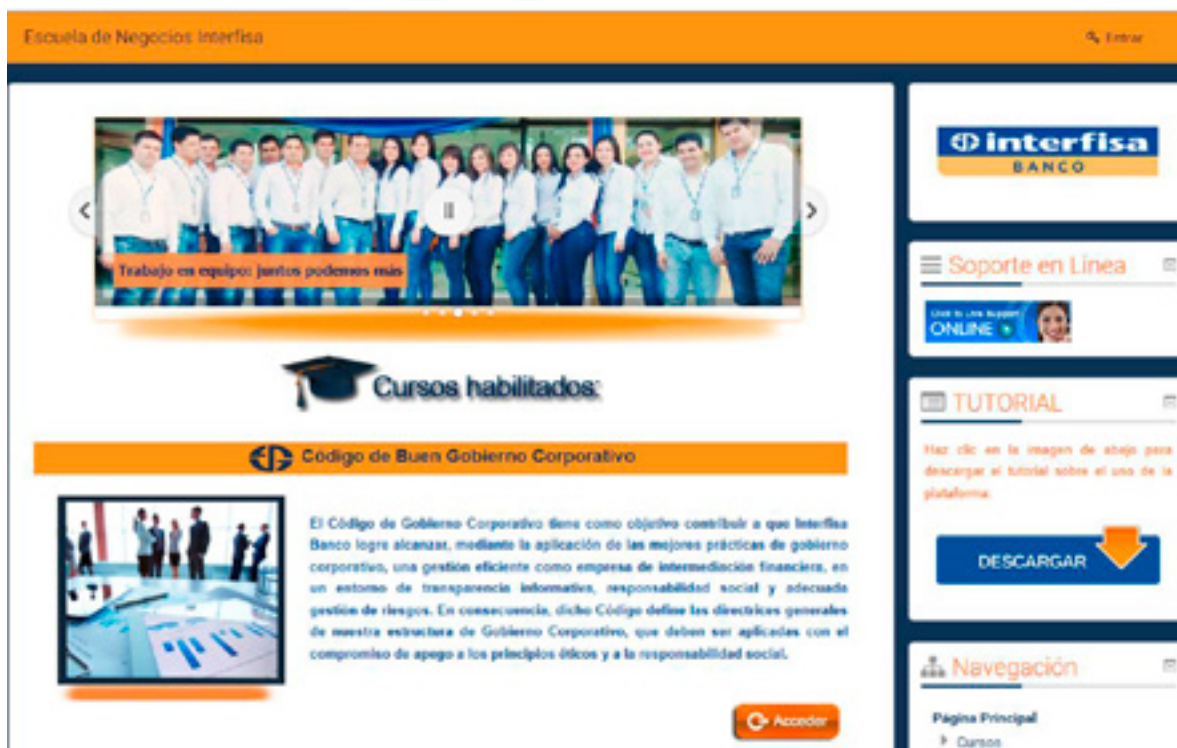 Escuela de Negocios Interfisa
Entrar
Trabajo en equipo: juntos podemos más
Cursos habilitados:
Código de Buen Gobierno Corporativo
El Código de Gobierno Corporativo tiene como objetivo contribuir a que Interfisa
Banco logre alcanzar, mediante la aplicación de las mejores prácticas de gobierno
corporativo, una gestión eficiente como empresa de intermediación financiera, en
un entorno de transparencia informativa, responsabilidad social y adecuada
gestión de riesgos. En consecuencia, dicho Código define las directrices generales
de nuestra estructura de Gobierno Corporativo, que deben ser aplicadas con el
compromiso de apego a los principios éticos y a la responsabilidad social.
Acceder
interfisa
BANCO
Soporte en Línea
Click to Live Support
ONLINE
TUTORIAL
Haz clic en la imagen de abajo para
descargar el tutorial sobre el uso de la
plataforma.
DESCARGAR
Navegación
Página Principal
Cursos